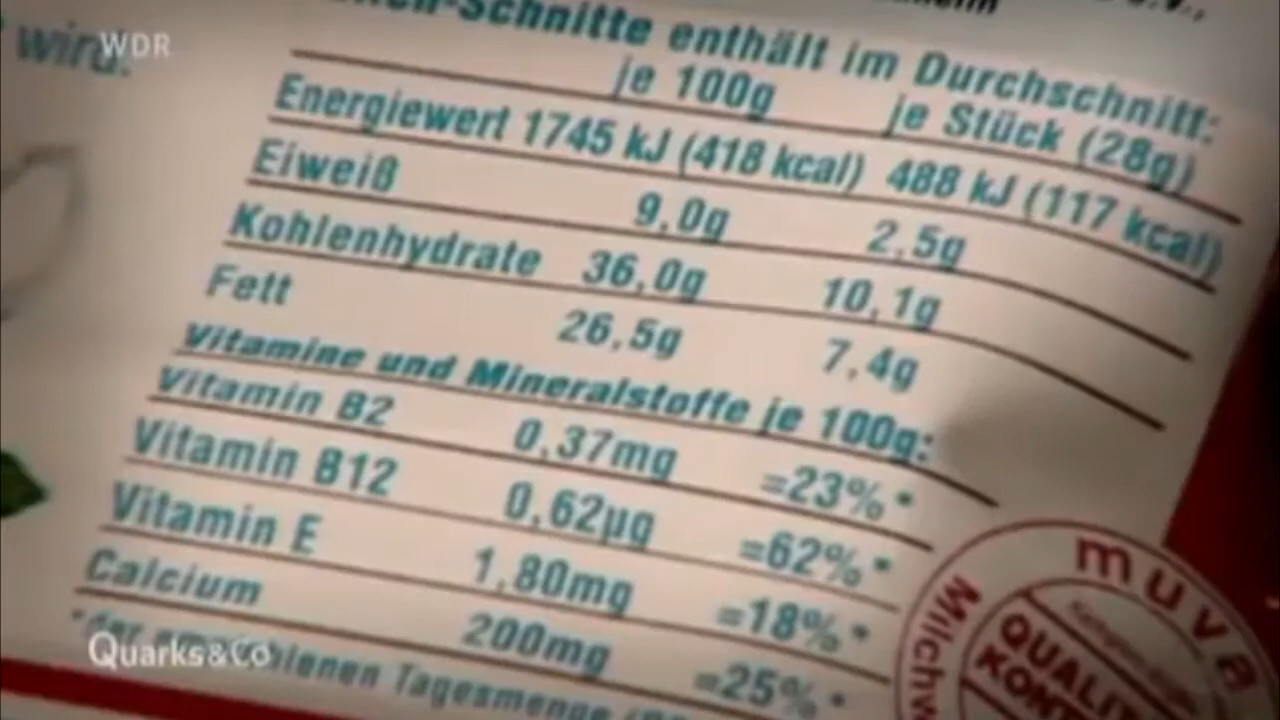 WDR
wird.
-Schnitte enthält im Durchschnitt:
je 100g je Stück (28g)
Energiewert 1745 kJ (418 kcal) 488 kJ (117 kcal)
Eiweiß 9,0g 2,5g
Kohlenhydrate 36,0g 10,1g
Fett 26,5g 7,4g
Vitamine und Mineralstoffe je 100g:
Vitamin B2 0,37mg =23%*
Vitamin B12 0,62µg =62%*
Vitamin E 1,80mg =18%*
Calcium 200mg =25%*
*der Tagesmenge
Quarks&Co
muva